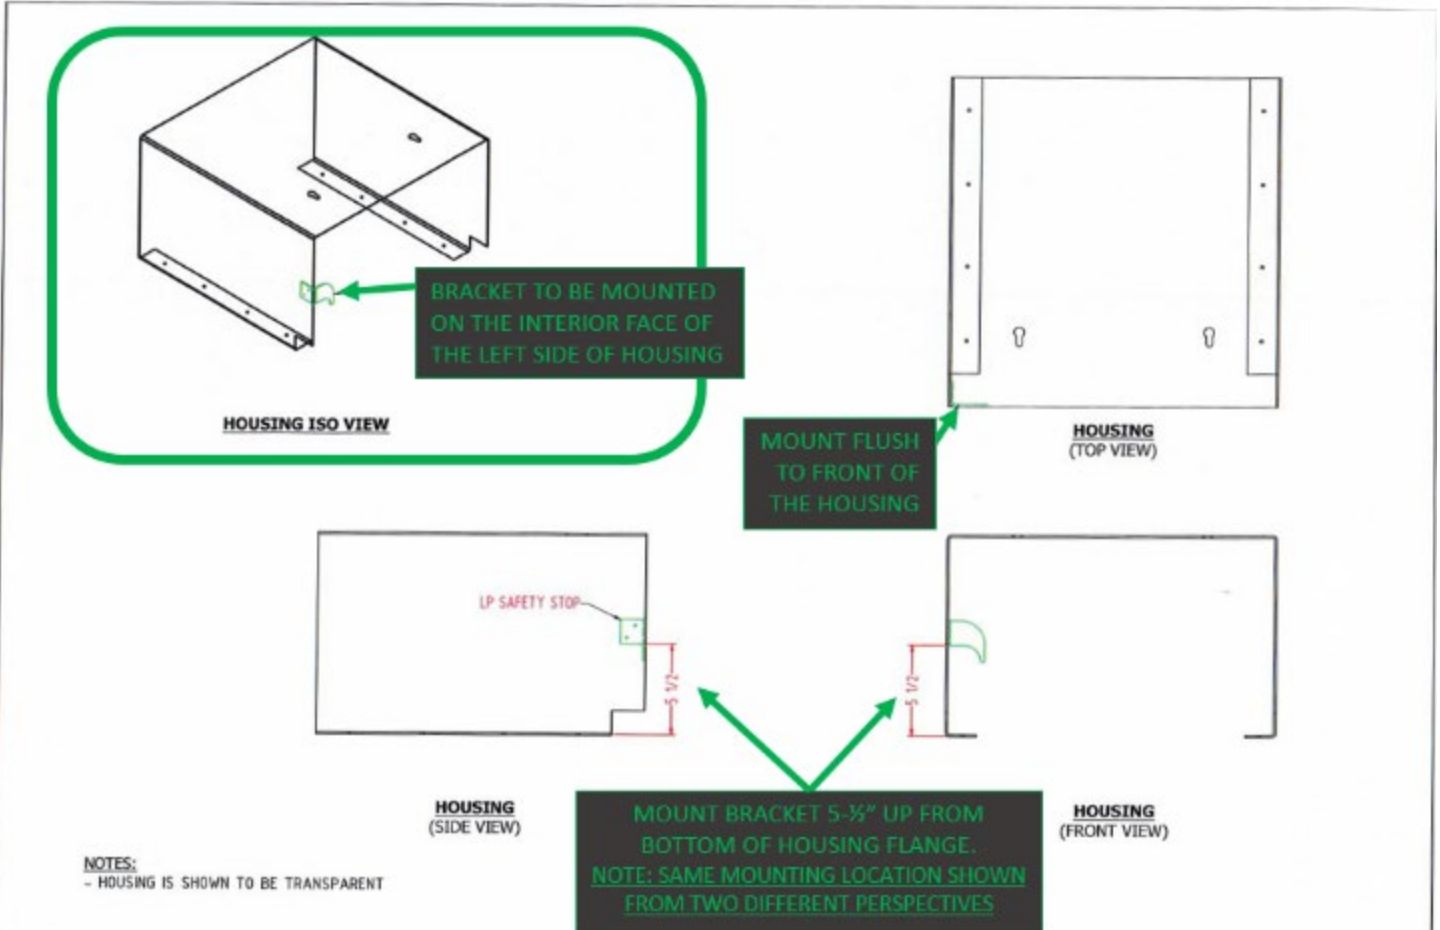 BRACKET TO BE MOUNTED
ON THE INTERIOR FACE OF
THE LEFT SIDE OF HOUSING
HOUSING ISO VIEW
MOUNT FLUSH
TO FRONT OF
THE HOUSING
HOUSING
(TOP VIEW)
LP SAFETY STOP
5 1/2
5 1/2
HOUSING
(SIDE VIEW)
MOUNT BRACKET 5-½" UP FROM
BOTTOM OF HOUSING FLANGE.
NOTE: SAME MOUNTING LOCATION SHOWN
FROM TWO DIFFERENT PERSPECTIVES
HOUSING
(FRONT VIEW)
NOTES:
- HOUSING IS SHOWN TO BE TRANSPARENT